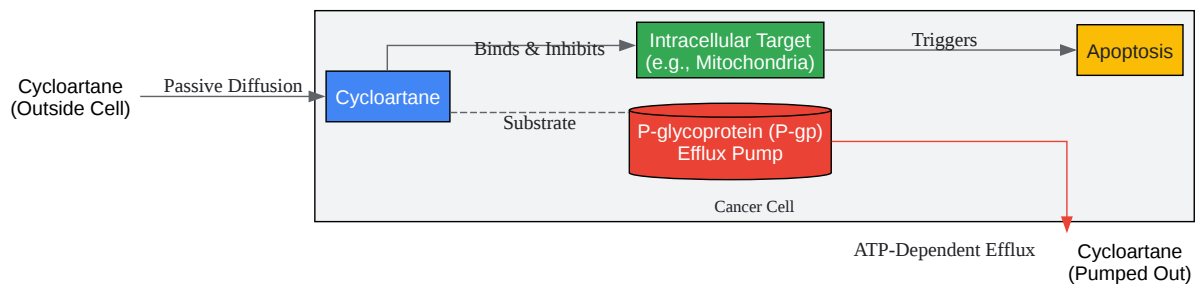 Cycloartane
(Outside Cell)
Passive Diffusion
Cycloartane
Binds & Inhibits
Intracellular Target
(e.g., Mitochondria)
Triggers
Apoptosis
Substrate
P-glycoprotein (P-gp)
Efflux Pump
Cancer Cell
ATP-Dependent Efflux
Cycloartane
(Pumped Out)